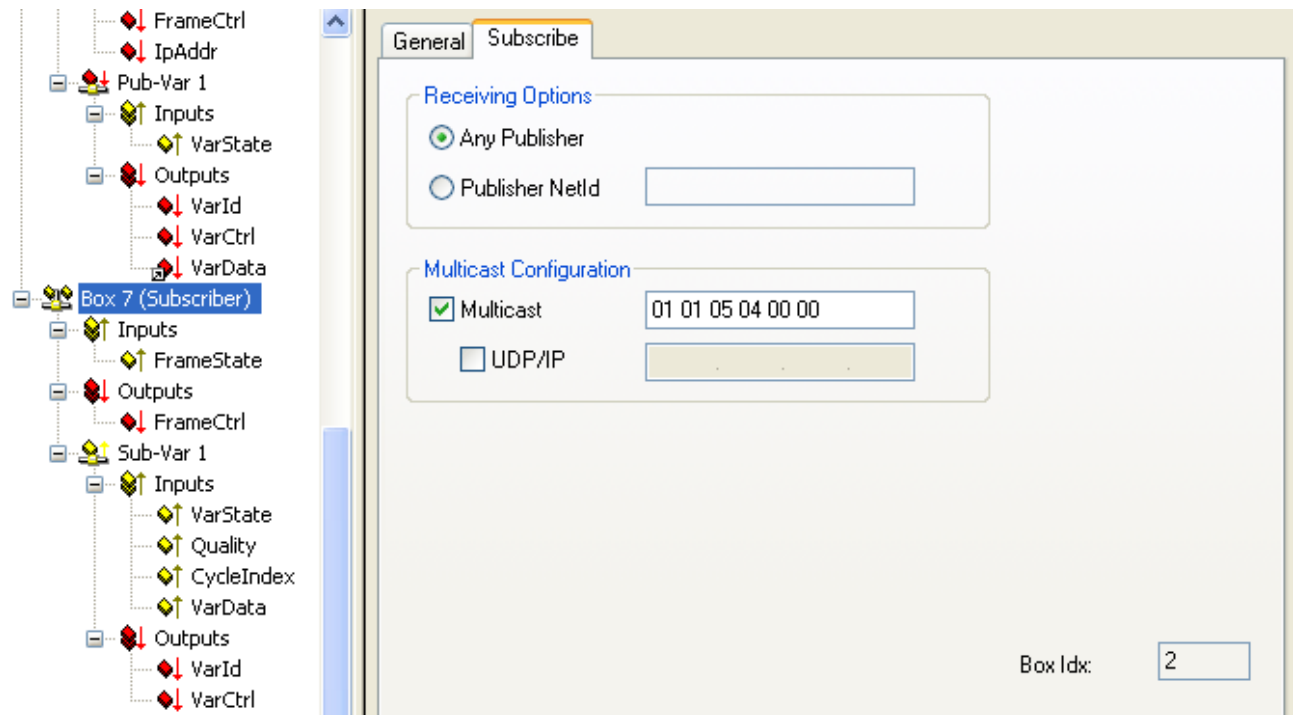 FrameCtrl
IpAddr
Pub-Var 1
Inputs
VarState
Outputs
VarId
VarCtrl
VarData
Box 7 (Subscriber)
Inputs
FrameState
Outputs
FrameCtrl
Sub-Var 1
Inputs
VarState
Quality
CycleIndex
VarData
Outputs
VarId
VarCtrl
General Subscribe
Receiving Options
Any Publisher
Publisher NetId
Multicast Configuration
Multicast 01 01 05 04 00 00
UDP/IP . . .
Box Idx: 2